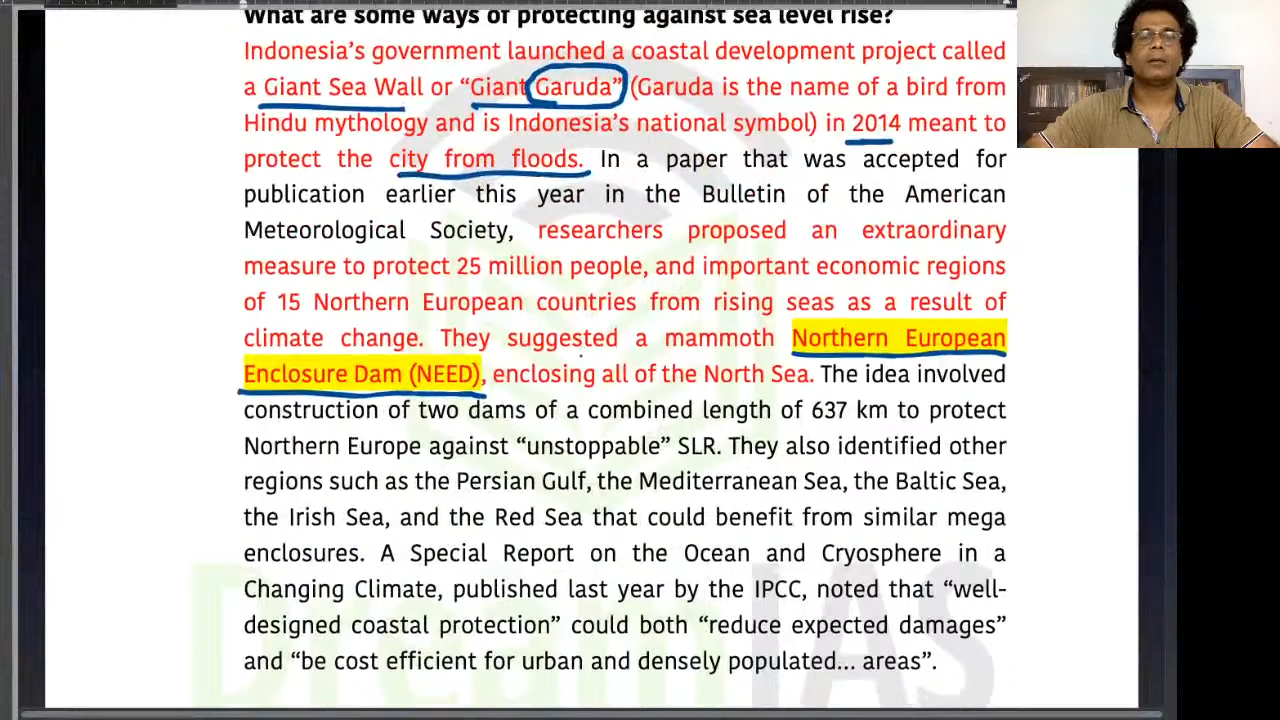 What are some ways of protecting against sea level rise?
Indonesia's government launched a coastal development project called
a Giant Sea Wall or “Giant Garuda” (Garuda is the name of a bird from
Hindu mythology and is Indonesia's national symbol) in 2014 meant to
protect the city from floods. In a paper that was accepted for
publication earlier this year in the Bulletin of the American
Meteorological Society, researchers proposed an extraordinary
measure to protect 25 million people, and important economic regions
of 15 Northern European countries from rising seas as a result of
climate change. They suggested a mammoth Northern European
Enclosure Dam (NEED), enclosing all of the North Sea. The idea involved
construction of two dams of a combined length of 637 km to protect
Northern Europe against “unstoppable” SLR. They also identified other
regions such as the Persian Gulf, the Mediterranean Sea, the Baltic Sea,
the Irish Sea, and the Red Sea that could benefit from similar mega
enclosures. A Special Report on the Ocean and Cryosphere in a
Changing Climate, published last year by the IPCC, noted that “well-
designed coastal protection” could both “reduce expected damages”
and “be cost efficient for urban and densely populated... areas”.
Dream IAS